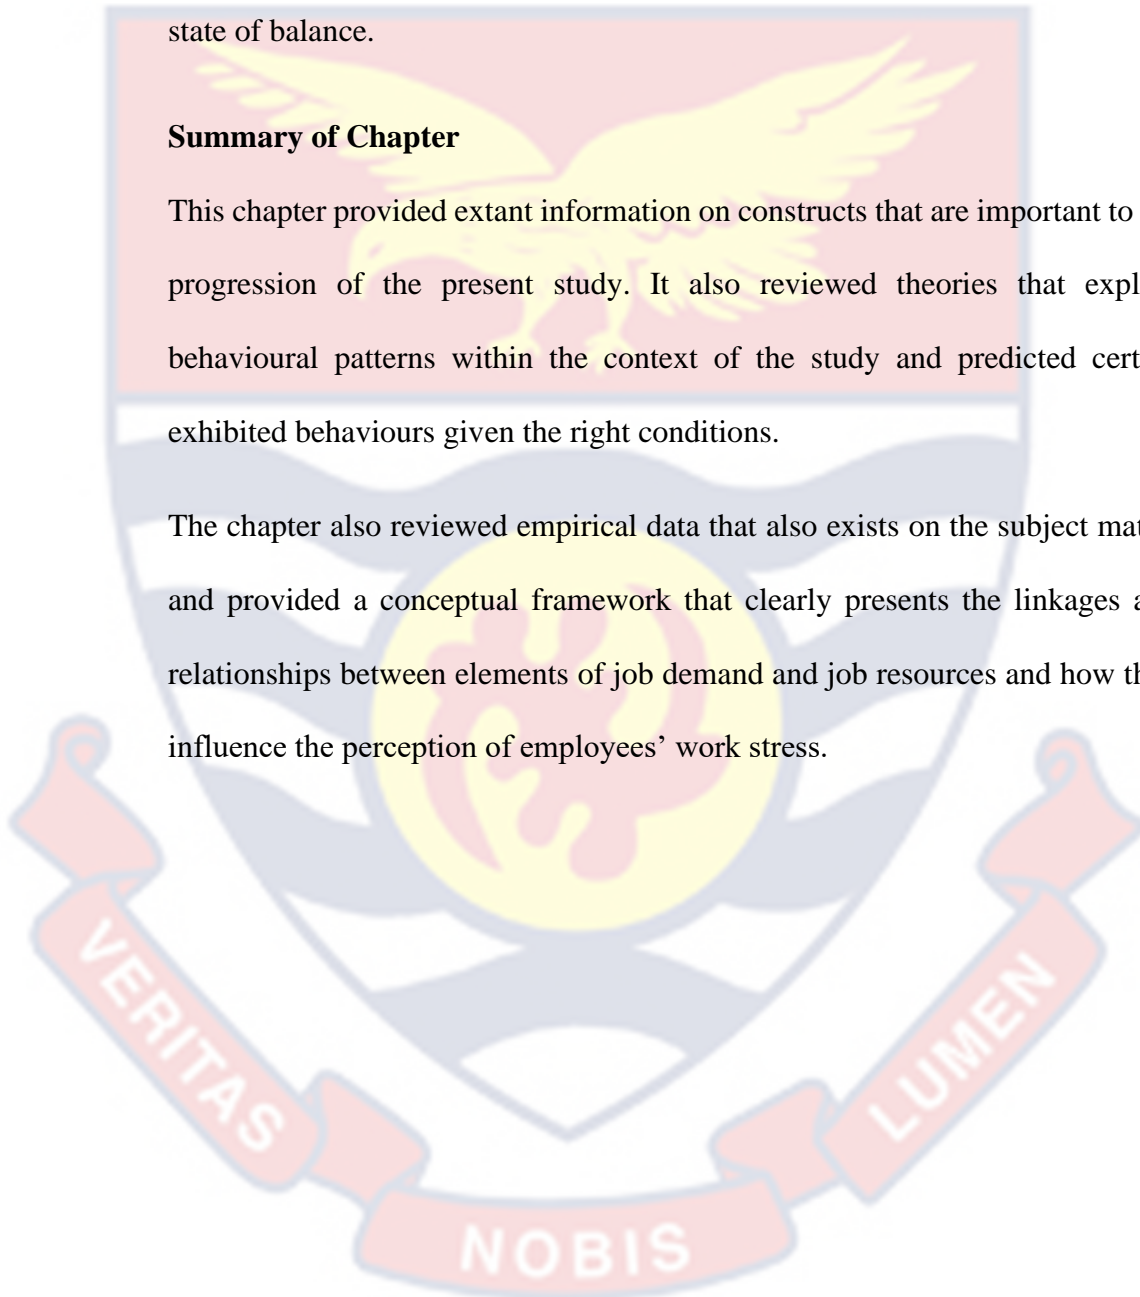 state of balance.
Summary of Chapter
This chapter provided extant information on constructs that are important to
progression of the present study. It also reviewed theories that expl
behavioural patterns within the context of the study and predicted cert
exhibited behaviours given the right conditions.
The chapter also reviewed empirical data that also exists on the subject mat
and provided a conceptual framework that clearly presents the linkages a
relationships between elements of job demand and job resources and how th
influence the perception of employees’ work stress.
VERITAS
NOBIS
LUMEN